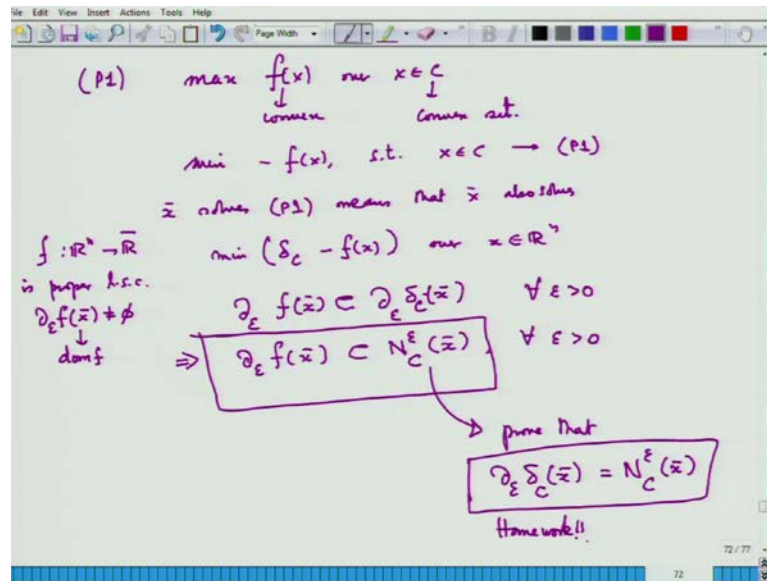 File Edit View Insert Actions Tools Help
Page Width
B I
(P1) max f(x) over x ∈ C
↓ convex ↓ convex set.
min - f(x), s.t. x ∈ C → (P1)
x̄ solves (P1) means that x̄ also solves
min (δ_C - f(x)) over x ∈ ℝⁿ
f : ℝⁿ → ℝ̄
is proper l.s.c.
∂_ε f(x̄) ≠ ϕ
↓
dom f
∂_ε f(x̄) ⊂ ∂_ε δ_C(x̄) ∀ ε > 0
⇒ ∂_ε f(x̄) ⊂ N_C^ε(x̄) ∀ ε > 0
prove that
∂_ε δ_C(x̄) = N_C^ε(x̄)
Homework!!
72 / 77
72